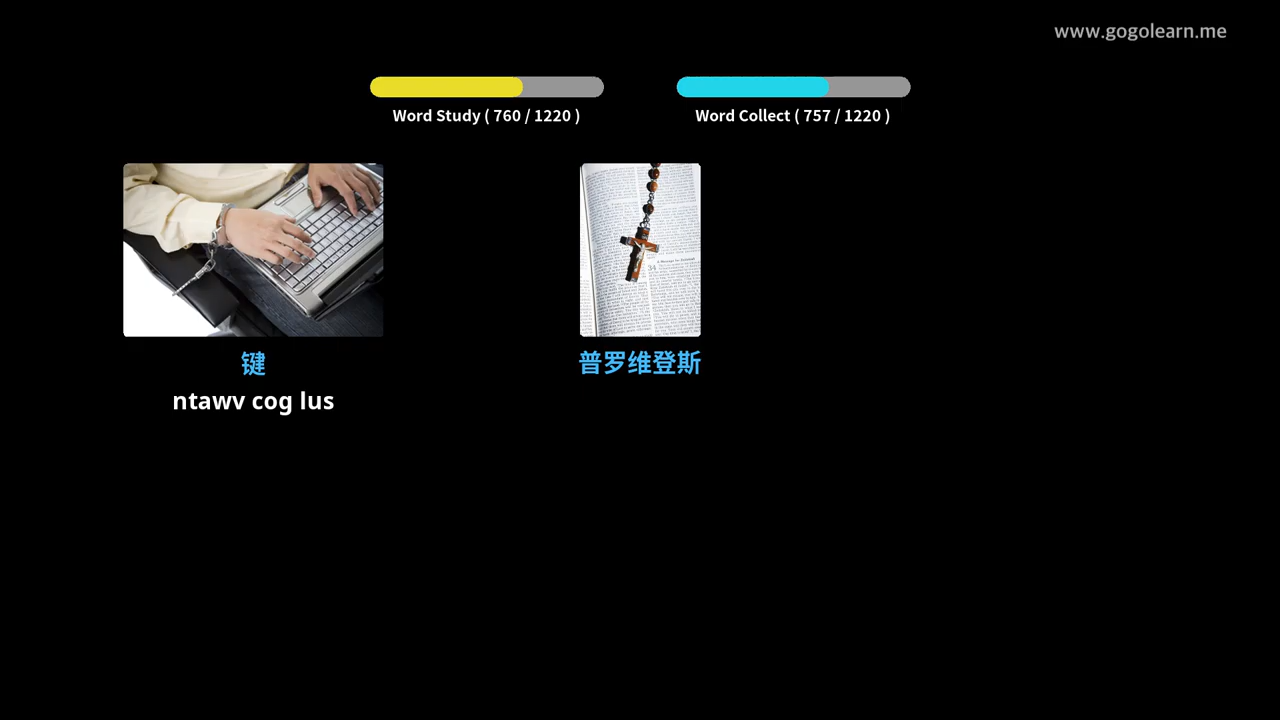 www.gogolearn.me
Word Study ( 760 / 1220 )
Word Collect ( 757 / 1220 )
键
普罗维登斯
ntawv cog lus